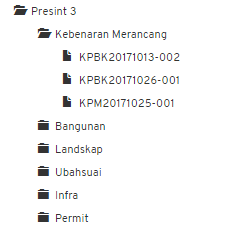 Presint 3
Kebenaran Merancang
KPBK20171013-002
KPBK20171026-001
KPM20171025-001
Bangunan
Landskap
Ubahsuai
Infra
Permit